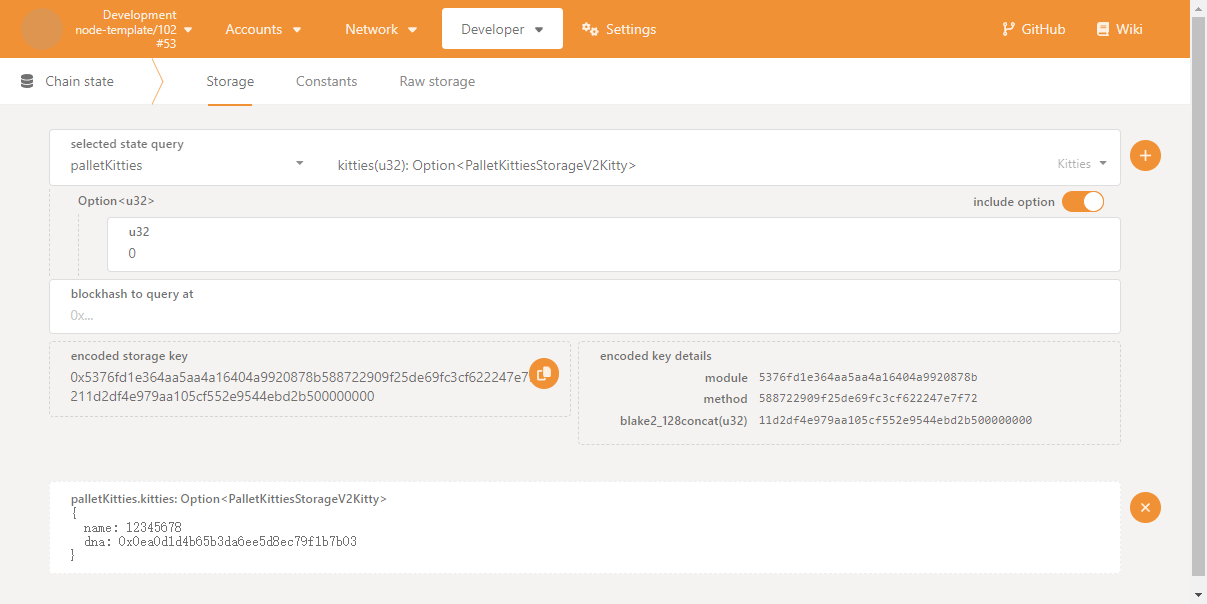 Development
node-template/102
#53
Accounts
Network
Developer
Settings
GitHub
Wiki
Chain state
Storage
Constants
Raw storage
selected state query
palletKitties
kitties(u32): Option<PalletKittiesStorageV2Kitty>
Kitties
Option<u32>
include option
u32
0
blockhash to query at
0x...
encoded storage key
0x5376fd1e364aa5aa4a16404a9920878b588722909f25de69fc3cf622247e7
211d2df4e979aa105cf552e9544ebd2b500000000
encoded key details
module 5376fd1e364aa5aa4a16404a9920878b
method 588722909f25de69fc3cf622247e7f72
blake2_128concat(u32) 11d2df4e979aa105cf552e9544ebd2b500000000
palletKitties.kitties: Option<PalletKittiesStorageV2Kitty>
{
name: 12345678
dna: 0x0ea0d1d4b65b3da6ee5d8ec79f1b7b03
}